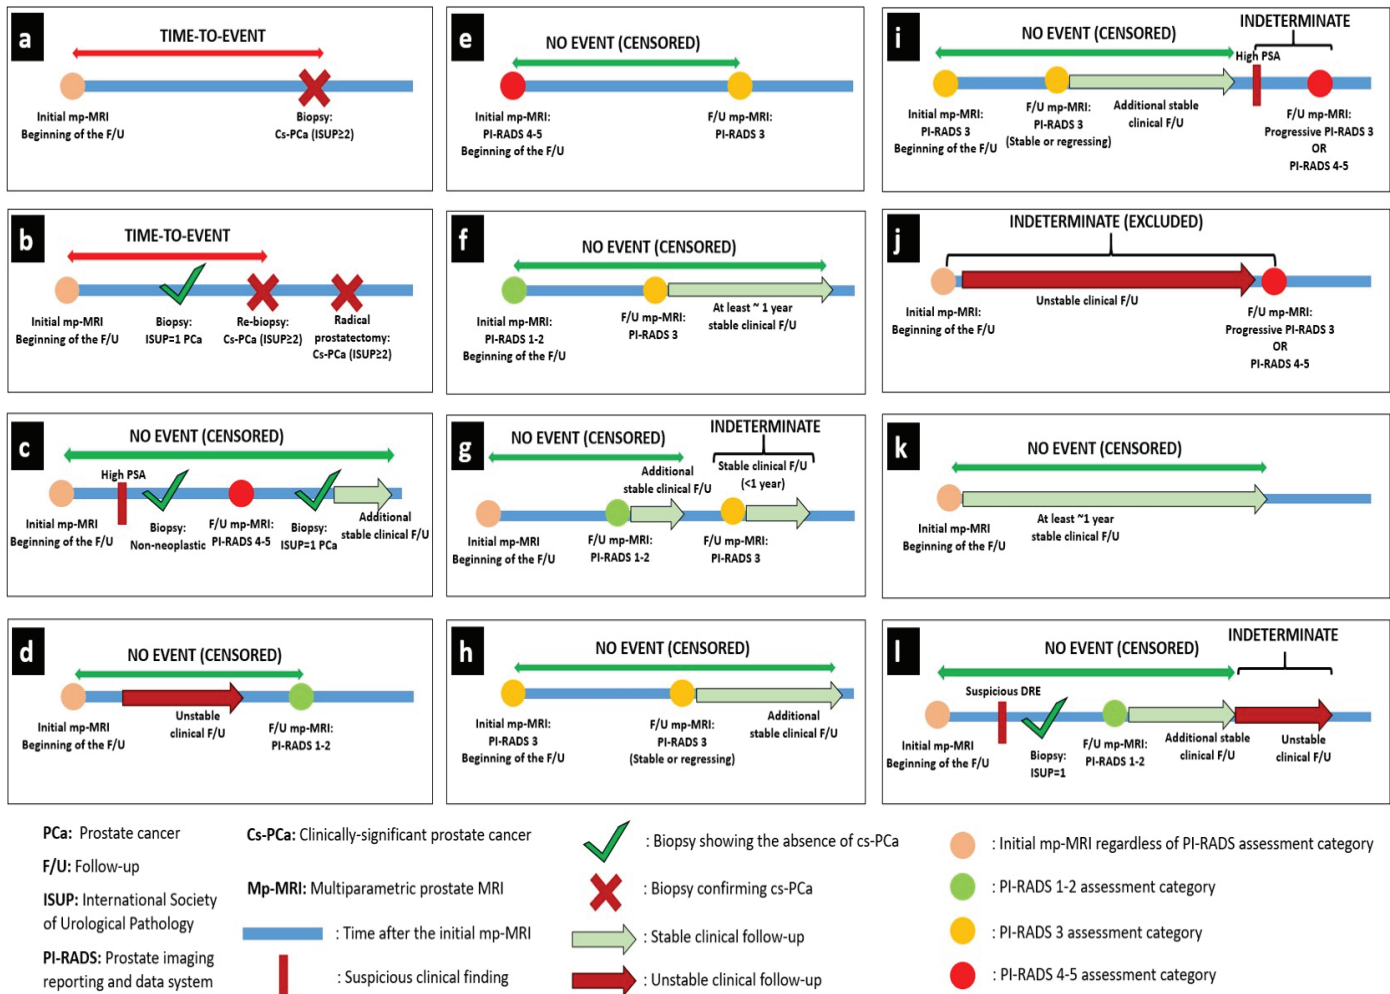 a
TIME-TO-EVENT
Initial mp-MRI
Beginning of the F/U
Biopsy:
Cs-PCa (ISUP≥2)
b
TIME-TO-EVENT
Initial mp-MRI
Beginning of the F/U
Biopsy:
ISUP=1 PCa
Re-biopsy:
Cs-PCa (ISUP≥2)
Radical
prostatectomy:
Cs-PCa (ISUP≥2)
c
NO EVENT (CENSORED)
High PSA
Initial mp-MRI
Beginning of the F/U
Biopsy:
Non-neoplastic
F/U mp-MRI:
PI-RADS 4-5
Biopsy:
ISUP=1 PCa
Additional
stable clinical F/U
d
NO EVENT (CENSORED)
Initial mp-MRI
Beginning of the F/U
Unstable
clinical F/U
F/U mp-MRI:
PI-RADS 1-2
e
NO EVENT (CENSORED)
Initial mp-MRI:
PI-RADS 4-5
Beginning of the F/U
F/U mp-MRI:
PI-RADS 3
f
NO EVENT (CENSORED)
Initial mp-MRI:
PI-RADS 1-2
Beginning of the F/U
F/U mp-MRI:
PI-RADS 3
At least ~ 1 year
stable clinical F/U
g
NO EVENT (CENSORED)
INDETERMINATE
Additional
stable clinical F/U
Stable clinical F/U
(<1 year)
Initial mp-MRI
Beginning of the F/U
F/U mp-MRI:
PI-RADS 1-2
F/U mp-MRI:
PI-RADS 3
h
NO EVENT (CENSORED)
Initial mp-MRI:
PI-RADS 3
Beginning of the F/U
F/U mp-MRI:
PI-RADS 3
(Stable or regressing)
Additional
stable clinical F/U
i
NO EVENT (CENSORED)
INDETERMINATE
High PSA
Initial mp-MRI:
PI-RADS 3
Beginning of the F/U
F/U mp-MRI:
PI-RADS 3
(Stable or regressing)
Additional stable
clinical F/U
F/U mp-MRI:
Progressive PI-RADS 3
OR
PI-RADS 4-5
j
INDETERMINATE (EXCLUDED)
Initial mp-MRI:
Beginning of the F/U
Unstable clinical F/U
F/U mp-MRI:
Progressive PI-RADS 3
OR
PI-RADS 4-5
k
NO EVENT (CENSORED)
Initial mp-MRI
Beginning of the F/U
At least ~1 year
stable clinical F/U
l
NO EVENT (CENSORED)
INDETERMINATE
Suspicious DRE
Initial mp-MRI
Beginning of the F/U
Biopsy:
ISUP=1
F/U mp-MRI:
PI-RADS 1-2
Additional stable
clinical F/U
Unstable
clinical F/U
PCa: Prostate cancer
F/U: Follow-up
ISUP: International Society
of Urological Pathology
PI-RADS: Prostate imaging
reporting and data system
Cs-PCa: Clinically-significant prostate cancer
Mp-MRI: Multiparametric prostate MRI
: Time after the initial mp-MRI
: Suspicious clinical finding
: Biopsy showing the absence of cs-PCa
: Biopsy confirming cs-PCa
: Stable clinical follow-up
: Unstable clinical follow-up
: Initial mp-MRI regardless of PI-RADS assessment category
: PI-RADS 1-2 assessment category
: PI-RADS 3 assessment category
: PI-RADS 4-5 assessment category